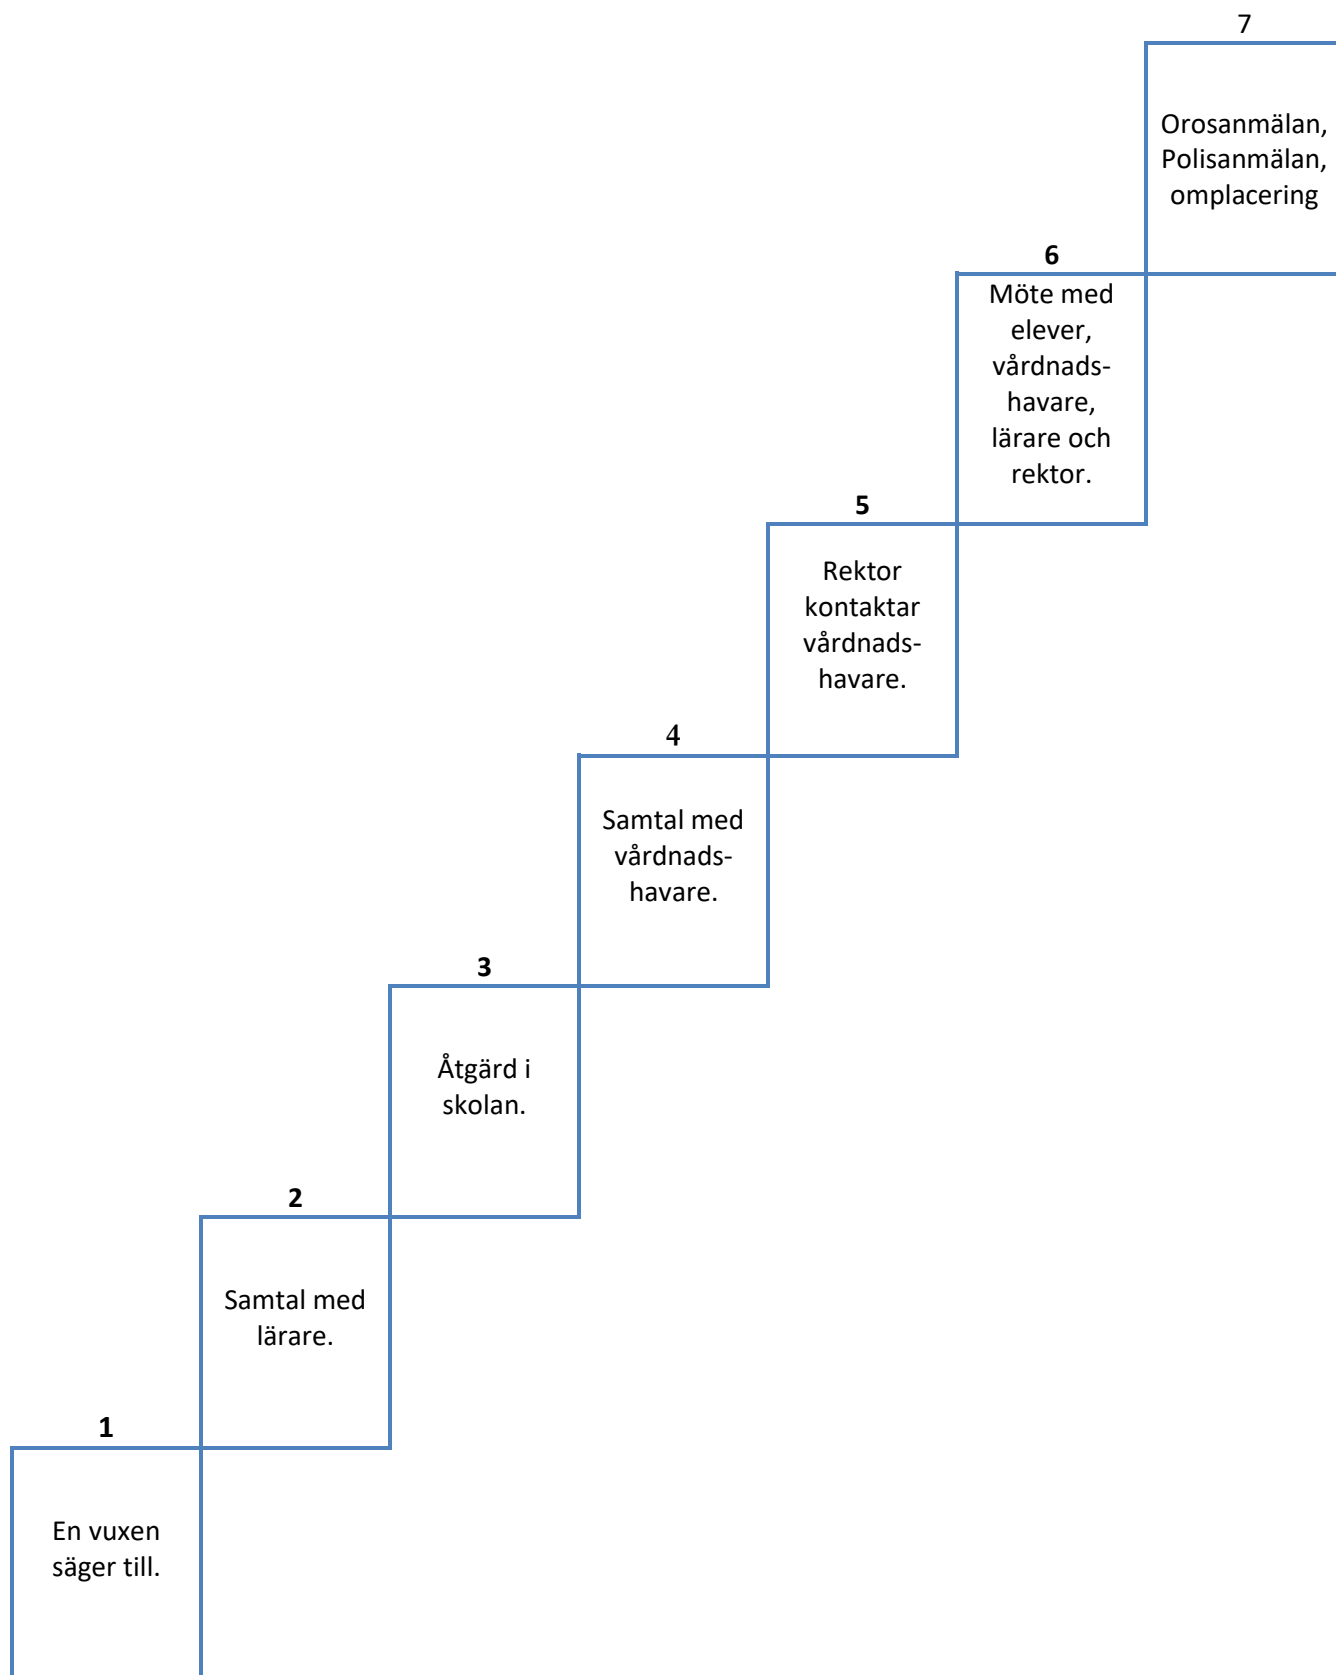 7
Orosanmälan,
Polisanmälan,
omplacering
6
Möte med
elever,
vårdnads-
havare,
lärare och
rektor.
5
Rektor
kontaktar
vårdnads-
havare.
4
Samtal med
vårdnads-
havare.
3
Åtgärd i
skolan.
2
Samtal med
lärare.
1
En vuxen
säger till.